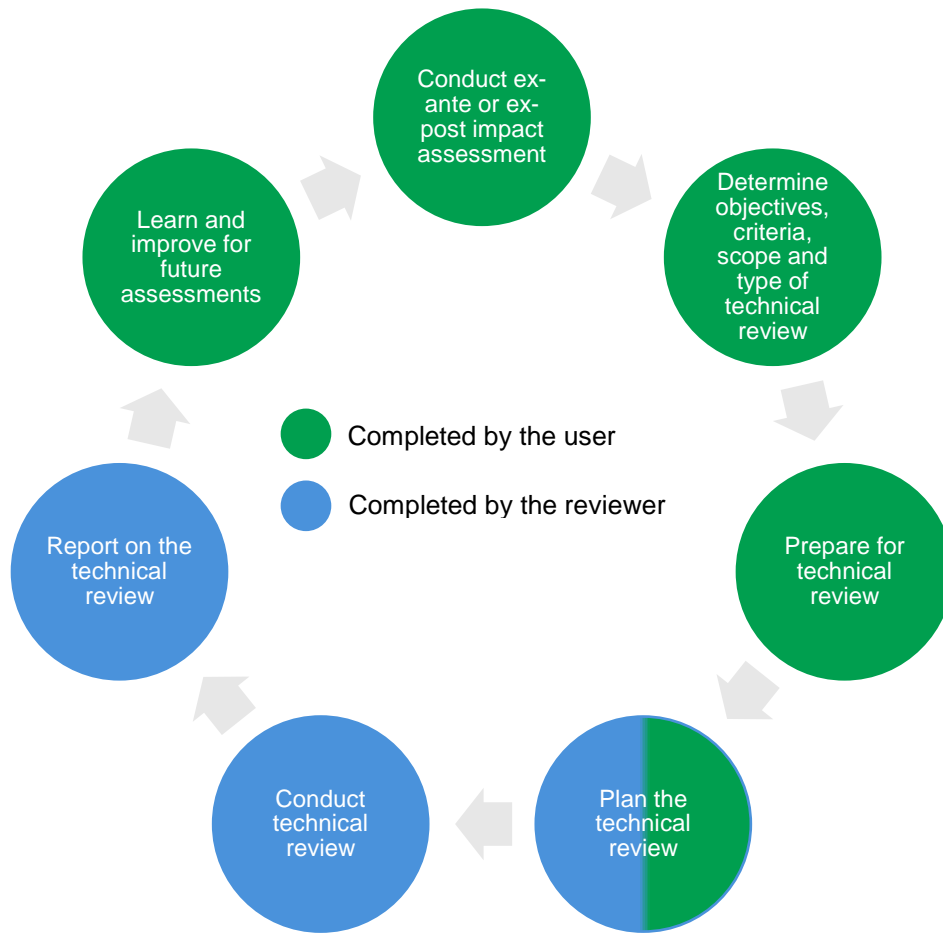 Conduct ex-
ante or ex-
post impact
assessment
Determine
objectives,
criteria,
scope and
type of
technical
review
Prepare for
technical
review
Plan the
technical
review
Conduct
technical
review
Report on the
technical
review
Learn and
improve for
future
assessments
Completed by the user
Completed by the reviewer